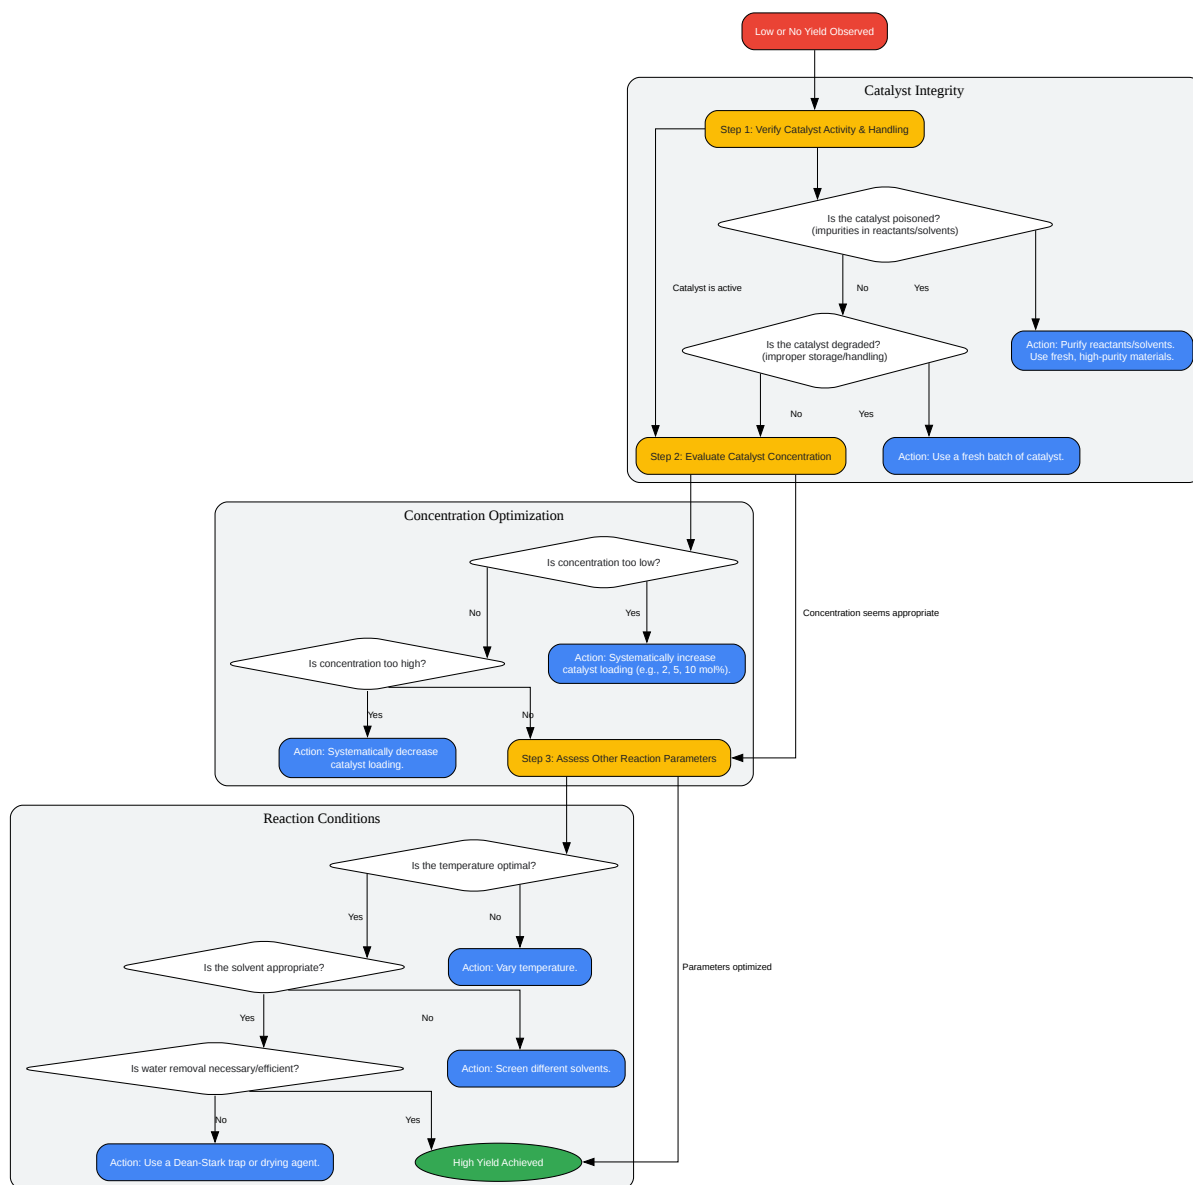 Low or No Yield Observed
Catalyst Integrity
Step 1: Verify Catalyst Activity & Handling
Is the catalyst poisoned?
(impurities in reactants/solvents)
Catalyst is active
No
Yes
Is the catalyst degraded?
(improper storage/handling)
Action: Purify reactants/solvents.
Use fresh, high-purity materials.
No
Yes
Step 2: Evaluate Catalyst Concentration
Action: Use a fresh batch of catalyst.
Concentration Optimization
Is concentration too low?
No
Yes
Concentration seems appropriate
Is concentration too high?
Action: Systematically increase
catalyst loading (e.g., 2, 5, 10 mol%).
Yes
No
Action: Systematically decrease
catalyst loading.
Step 3: Assess Other Reaction Parameters
Reaction Conditions
Is the temperature optimal?
Yes
No
Is the solvent appropriate?
Action: Vary temperature.
Parameters optimized
Yes
No
Is water removal necessary/efficient?
Action: Screen different solvents.
No
Yes
Action: Use a Dean-Stark trap or drying agent.
High Yield Achieved